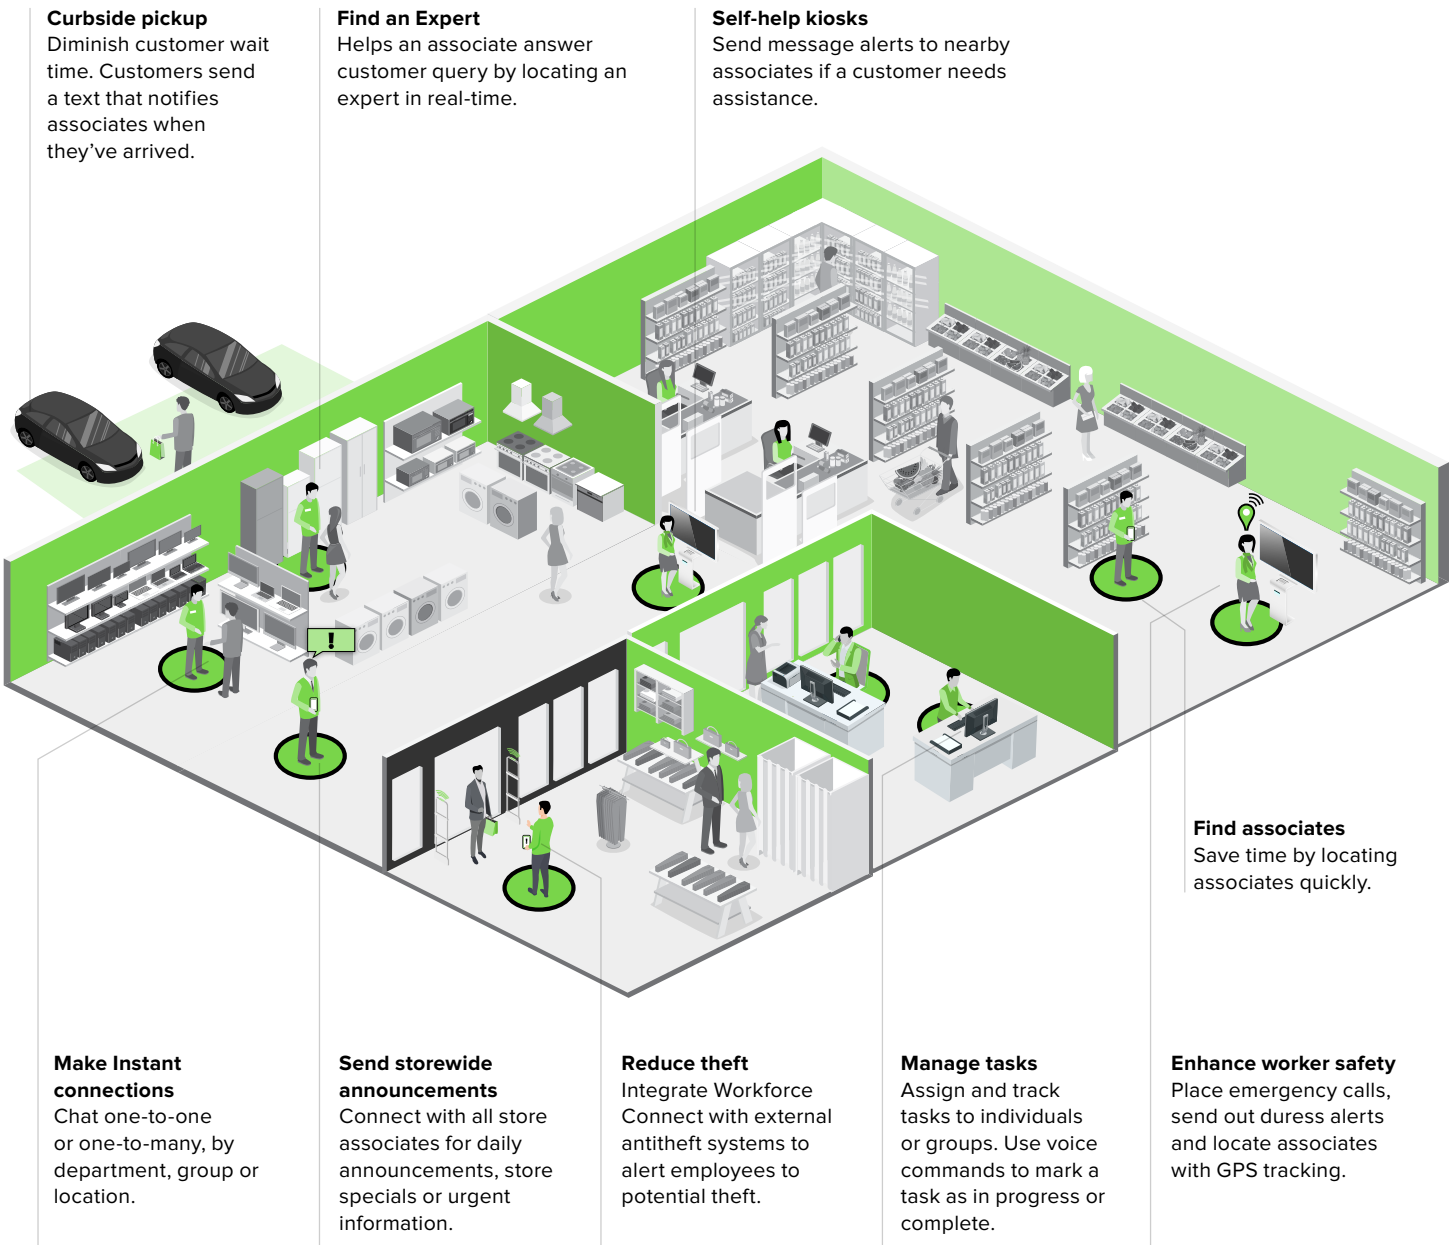 Curbside pickup
Diminish customer wait
time. Customers send
a text that notifies
associates when
they’ve arrived.
Find an Expert
Helps an associate answer
customer query by locating an
expert in real-time.
Self-help kiosks
Send message alerts to nearby
associates if a customer needs
assistance.
!
Find associates
Save time by locating
associates quickly.
Make Instant
connections
Chat one-to-one
or one-to-many, by
department, group or
location.
Send storewide
announcements
Connect with all store
associates for daily
announcements, store
specials or urgent
information.
Reduce theft
Integrate Workforce
Connect with external
antitheft systems to
alert employees to
potential theft.
Manage tasks
Assign and track
tasks to individuals
or groups. Use voice
commands to mark a
task as in progress or
complete.
Enhance worker safety
Place emergency calls,
send out duress alerts
and locate associates
with GPS tracking.